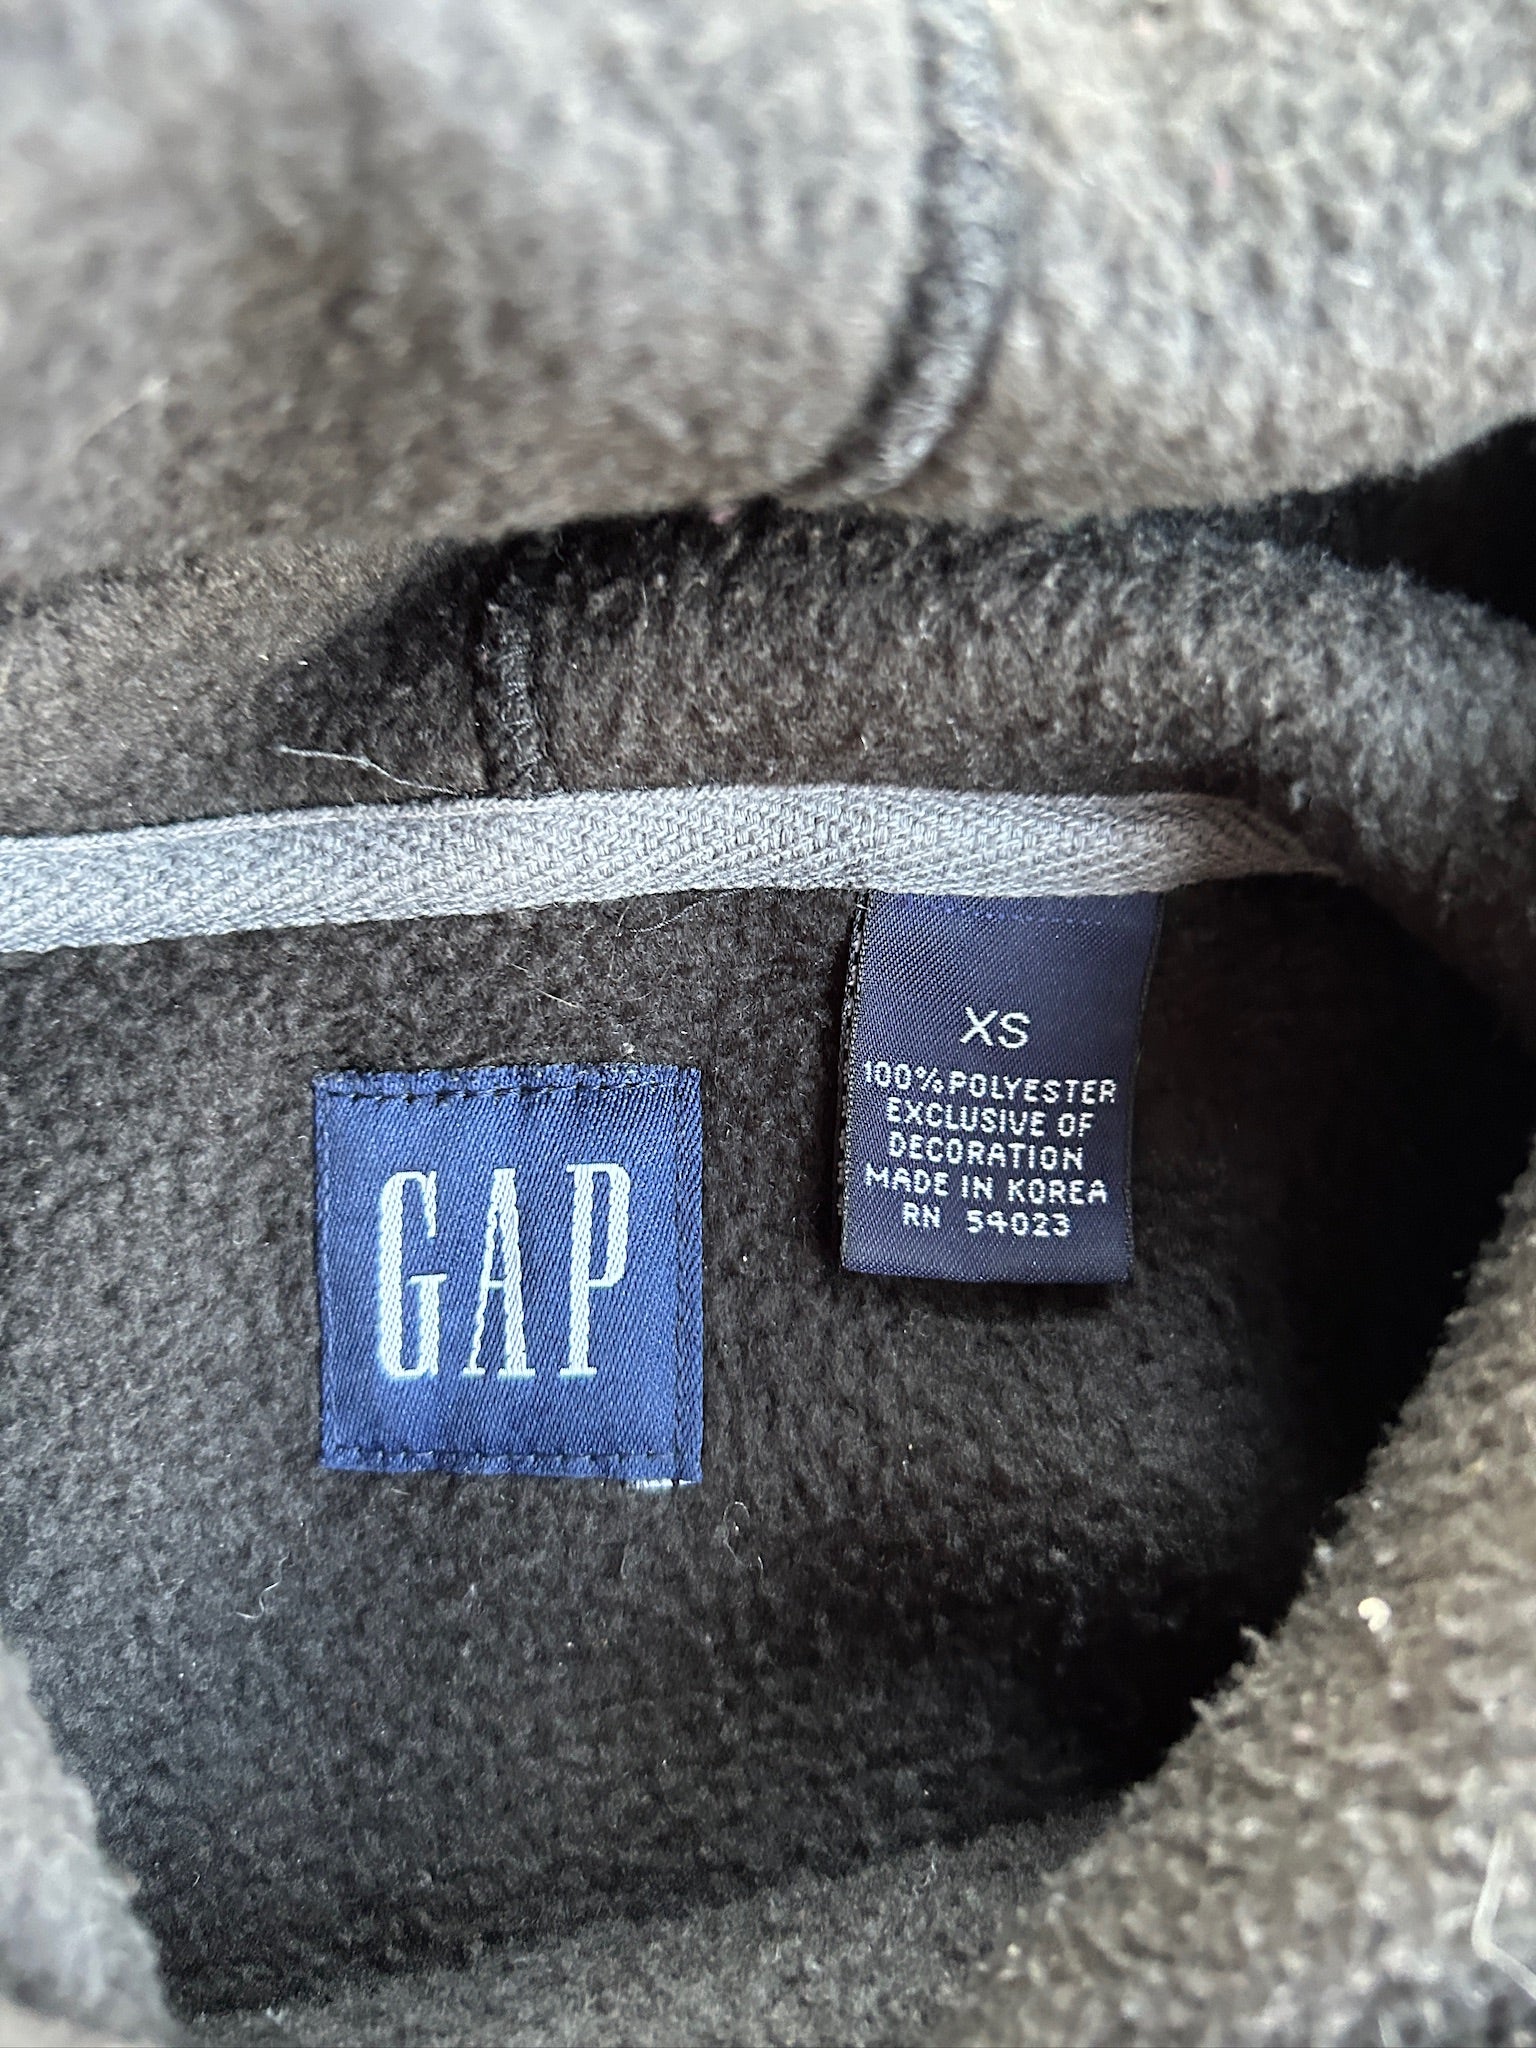 GAP
XS
100% POLYESTER
EXCLUSIVE OF
DECORATION
MADE IN KOREA
RN 54023